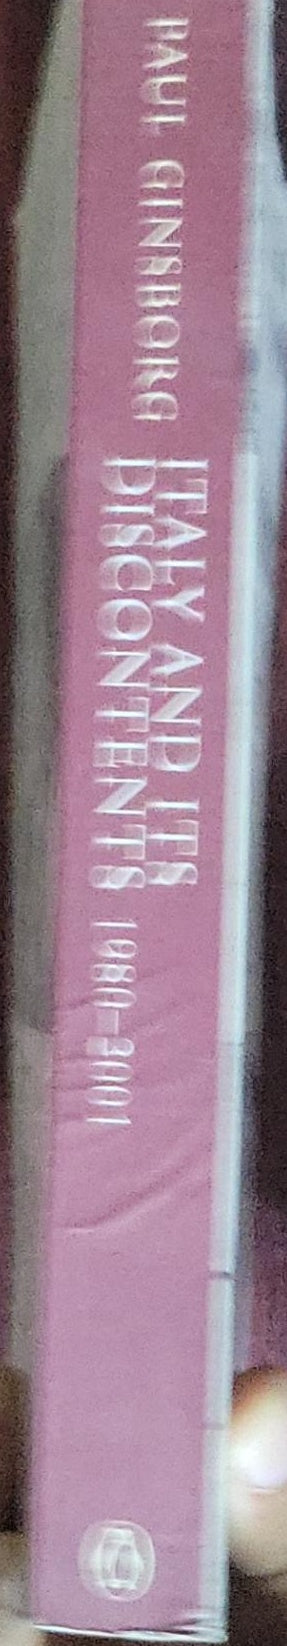 PAUL GINSBORG
ITALY AND ITS
DISCONTENTS 1980-2001